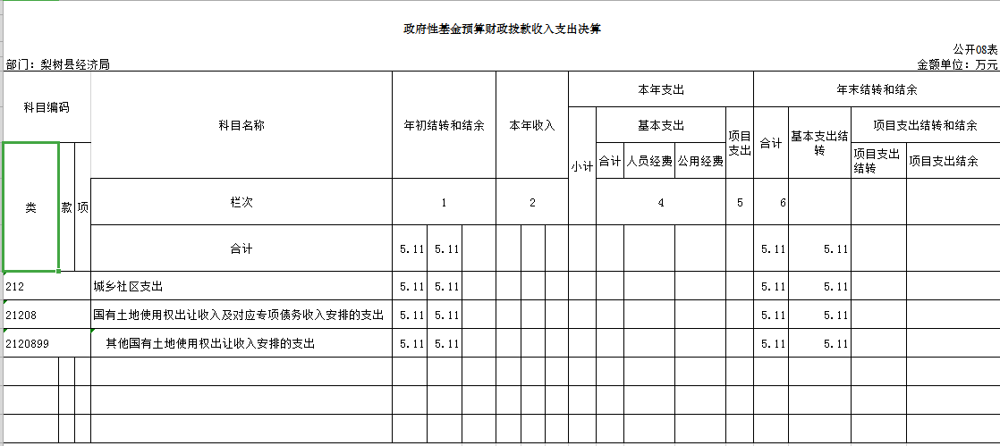 政府性基金预算财政拨款收入支出决算
公开08表
部门：梨树县经济局
金额单位：万元
科目编码 科目名称 年初结转和结余 本年收入 本年支出 年末结转和结余
小计 基本支出 项目支出 合计 基本支出结转 项目支出结转和结余
类 款 项 合计 人员经费 公用经费 项目支出结转 项目支出结余
栏次 1 2 4 5 6
合计 5.11 5.11 5.11 5.11
212 城乡社区支出 5.11 5.11 5.11 5.11
21208 国有土地使用权出让收入及对应专项债务收入安排的支出 5.11 5.11 5.11 5.11
2120899 其他国有土地使用权出让收入安排的支出 5.11 5.11 5.11 5.11